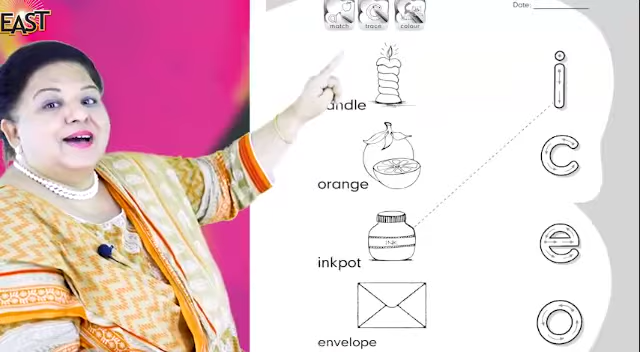 EAST
Date:
match trace colour
i
andle
c
orange
INK
e
inkpot
o
envelope